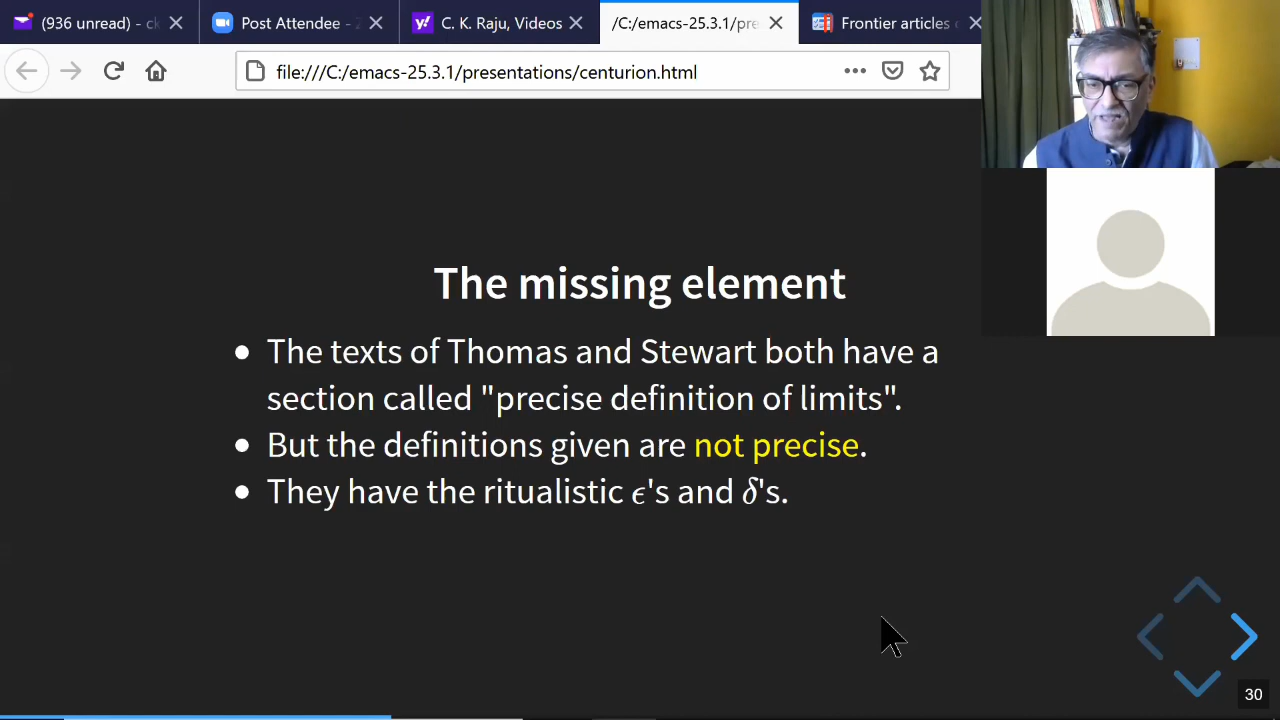 (936 unread) - ck
Post Attendee - Z
C. K. Raju, Videos
/C:/emacs-25.3.1/pre
Frontier articles o
file:///C:/emacs-25.3.1/presentations/centurion.html
The missing element
• The texts of Thomas and Stewart both have a
section called "precise definition of limits".
• But the definitions given are not precise.
• They have the ritualistic ϵ's and δ's.
30